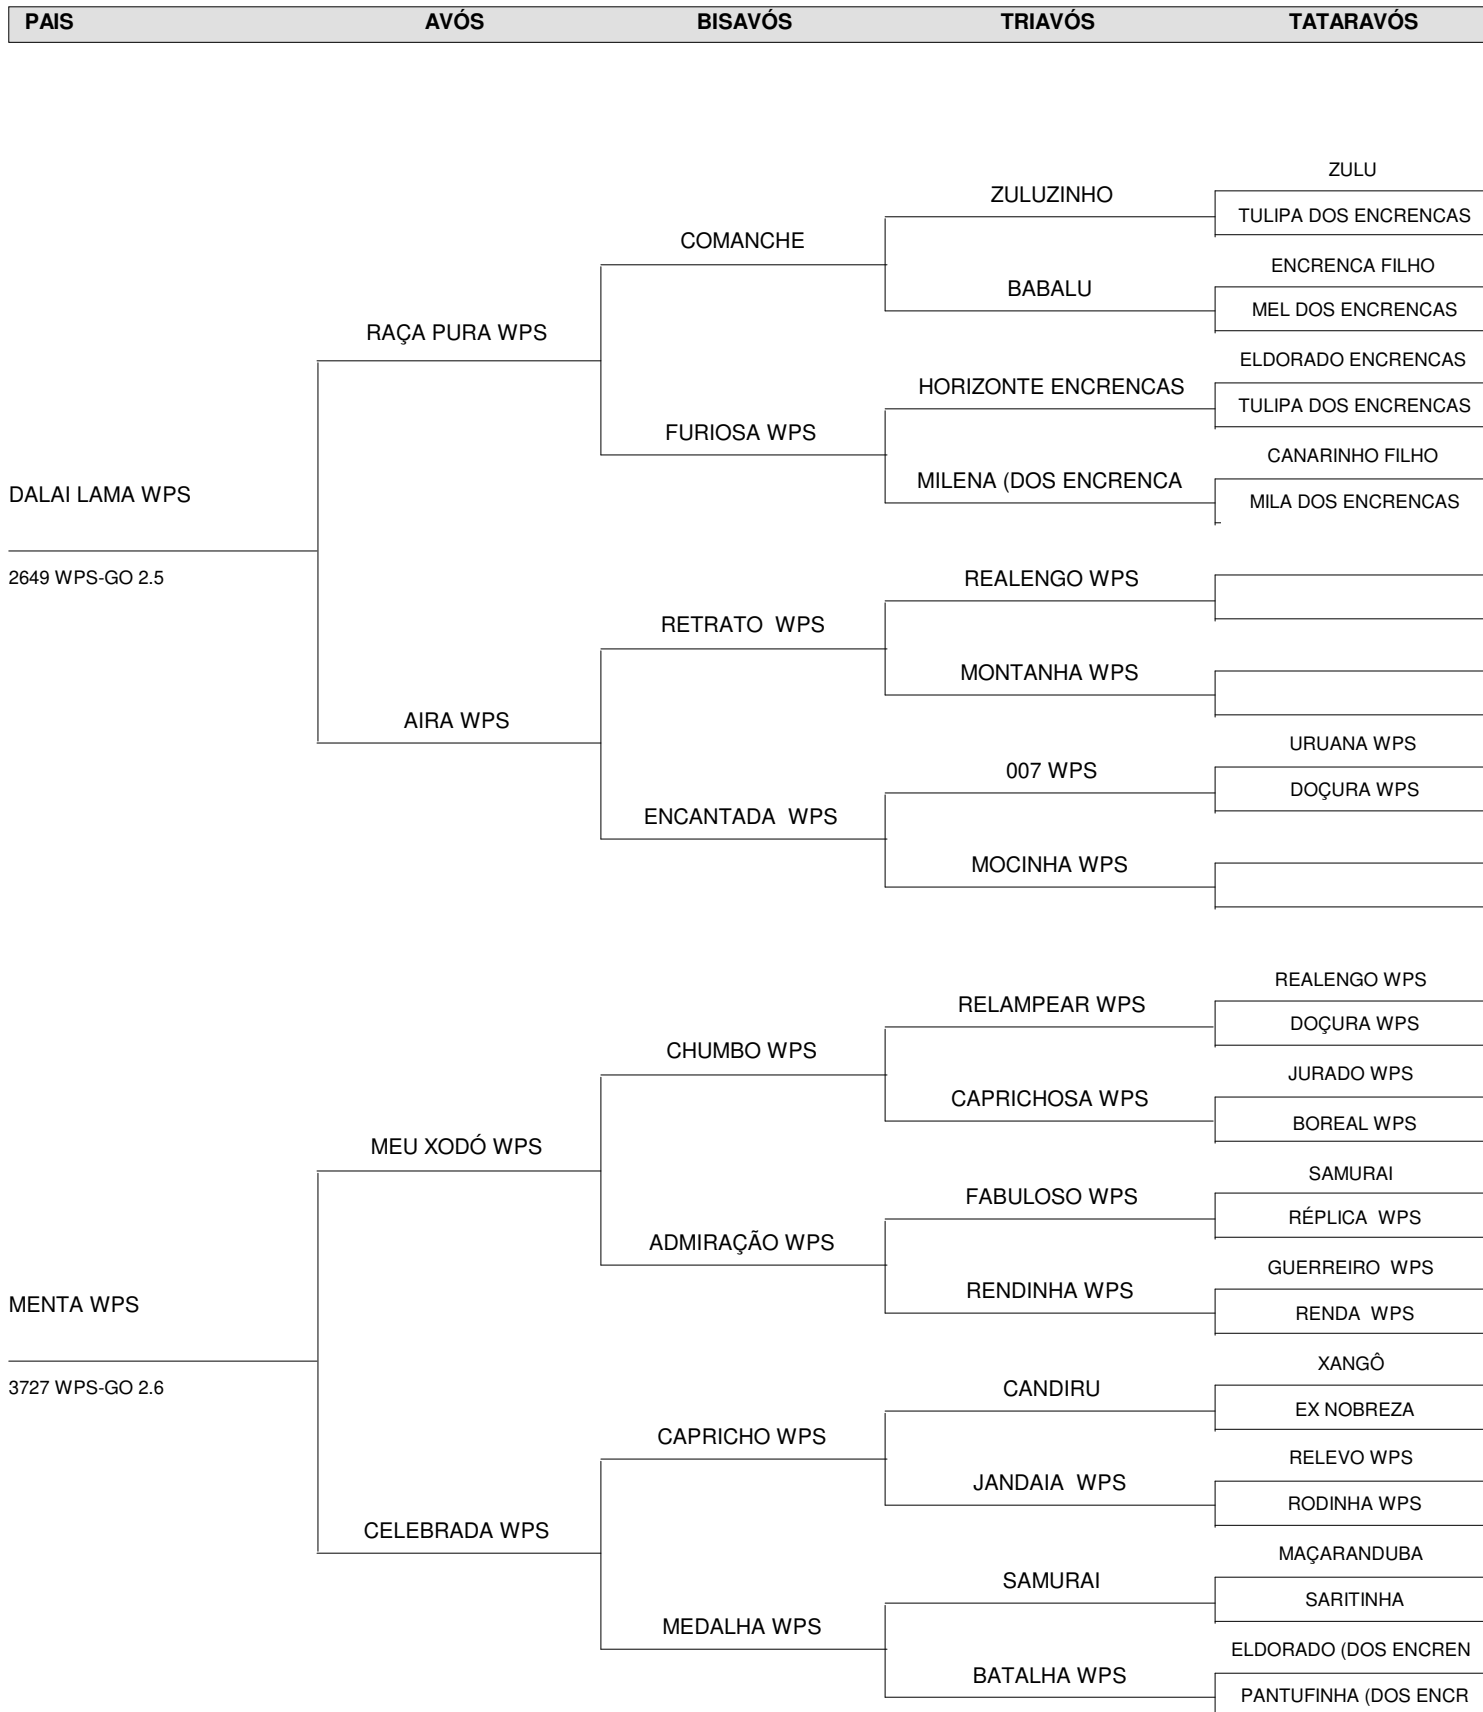 PAIS AVÓS BISAVÓS TRIAVÓS TATARAVÓS
ZULU
ZULUZINHO
TULIPA DOS ENCRENCAS
COMANCHE
ENCRENCA FILHO
BABALU
MEL DOS ENCRENCAS
RAÇA PURA WPS
ELDORADO ENCRENCAS
HORIZONTE ENCRENCAS
TULIPA DOS ENCRENCAS
FURIOSA WPS
CANARINHO FILHO
MILENA (DOS ENCRENCA
DALAI LAMA WPS
MILA DOS ENCRENCAS
2649 WPS-GO 2.5
REALENGO WPS
RETRATO WPS
MONTANHA WPS
AIRA WPS
URUANA WPS
007 WPS
DOÇURA WPS
ENCANTADA WPS
MOCINHA WPS
REALENGO WPS
RELAMPEAR WPS
DOÇURA WPS
CHUMBO WPS
JURADO WPS
CAPRICHOSA WPS
BOREAL WPS
MEU XODÓ WPS
SAMURAI
FABULOSO WPS
RÉPLICA WPS
ADMIRAÇÃO WPS
GUERREIRO WPS
RENDINHA WPS
MENTA WPS
RENDA WPS
XANGÔ
3727 WPS-GO 2.6
CANDIRU
EX NOBREZA
CAPRICHO WPS
RELEVO WPS
JANDAIA WPS
RODINHA WPS
CELEBRADA WPS
MAÇARANDUBA
SAMURAI
SARITINHA
MEDALHA WPS
ELDORADO (DOS ENCREN
BATALHA WPS
PANTUFINHA (DOS ENCR